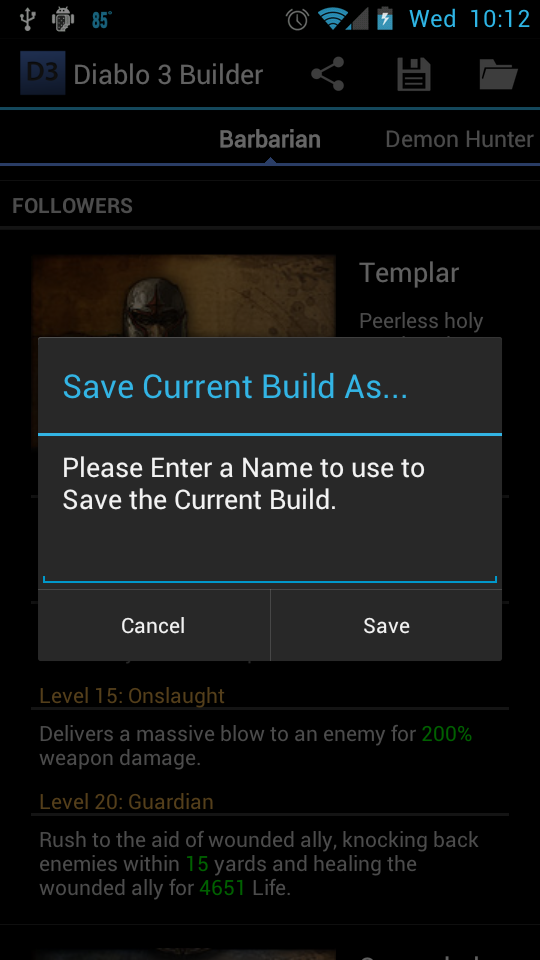 85°
Wed 10:12
D3 Diablo 3 Builder
Barbarian
Demon Hunter
FOLLOWERS
Templar
Peerless holy
Save Current Build As...
Please Enter a Name to use to
Save the Current Build.
Cancel
Save
Level 15: Onslaught
Delivers a massive blow to an enemy for 200%
weapon damage.
Level 20: Guardian
Rush to the aid of wounded ally, knocking back
enemies within 15 yards and healing the
wounded ally for 4651 Life.